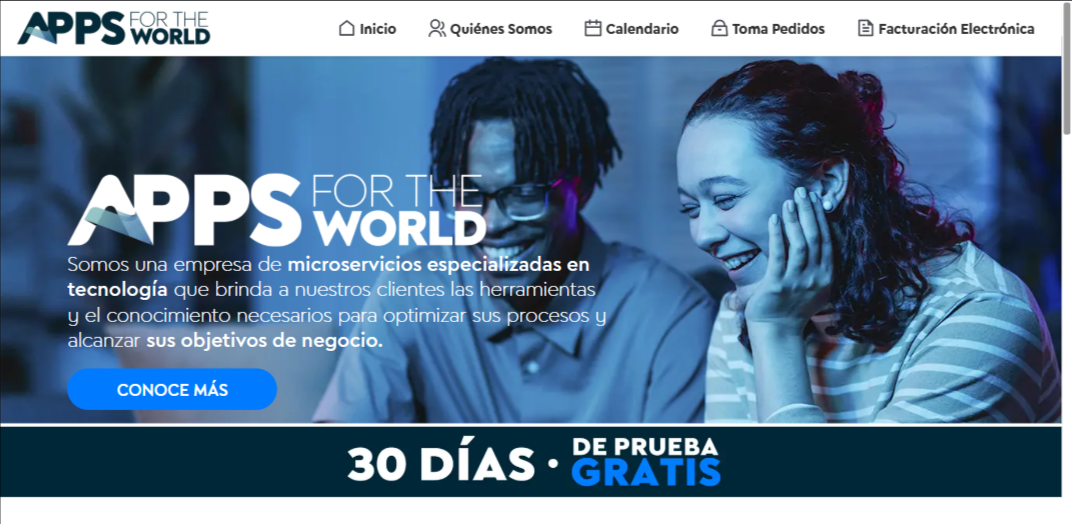 APPS FOR THE
WORLD
Inicio
Quiénes Somos
Calendario
Toma Pedidos
Facturación Electrónica
APPS FOR THE
WORLD
Somos una empresa de microservicios especializadas en
tecnología que brinda a nuestros clientes las herramientas
y el conocimiento necesarios para optimizar sus procesos y
alcanzar sus objetivos de negocio.
CONOCE MÁS
30 DÍAS · DE PRUEBA
GRATIS